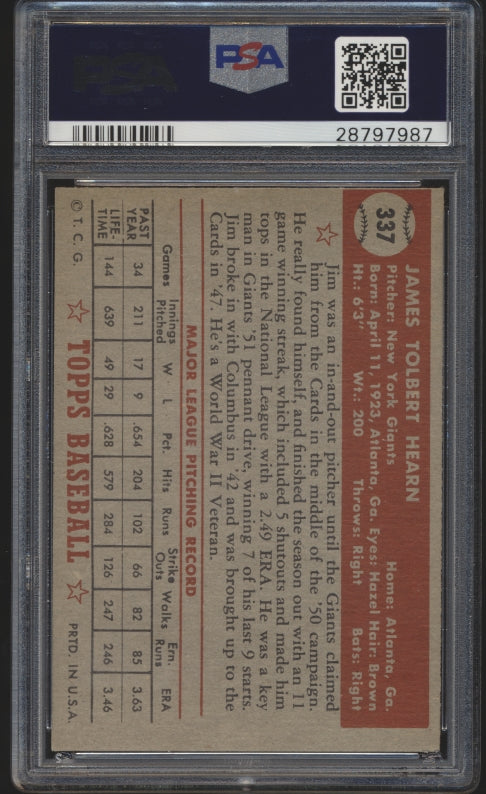 PSA
PSA
28797987
337
JAMES TOLBERT HEARN
Pitcher: New York Giants Home: Atlanta, Ga.
Born: April 11, 1923, Atlanta, Ga. Eyes: Hazel Hair: Brown
Ht.: 6'3" Wt.: 200 Throws: Right Bats: Right
Jim was an in-and-out pitcher until the Giants claimed
him from the Cards in the middle of the '50 campaign.
He really found himself, and finished the season out with an 11
game winning streak, which included 5 shutouts and made him
tops in the National League with a 2.49 ERA. He was a key
man in Giants '51 pennant drive, winning 7 of his last 9 starts.
Jim broke in with Columbus in '42 and was brought up to the
Cards in '47. He's a World War II Veteran.
MAJOR LEAGUE PITCHING RECORD
Games Innings Pitched W L Pct. Hits Runs Strike Outs Walks Ern. Runs ERA
PAST YEAR 34 211 17 9 .654 204 102 66 82 85 3.63
LIFE-TIME 144 639 49 29 .628 579 284 126 247 246 3.46
© T. C. G. ☆ TOPPS BASEBALL ☆ PRTD. IN U.S.A.